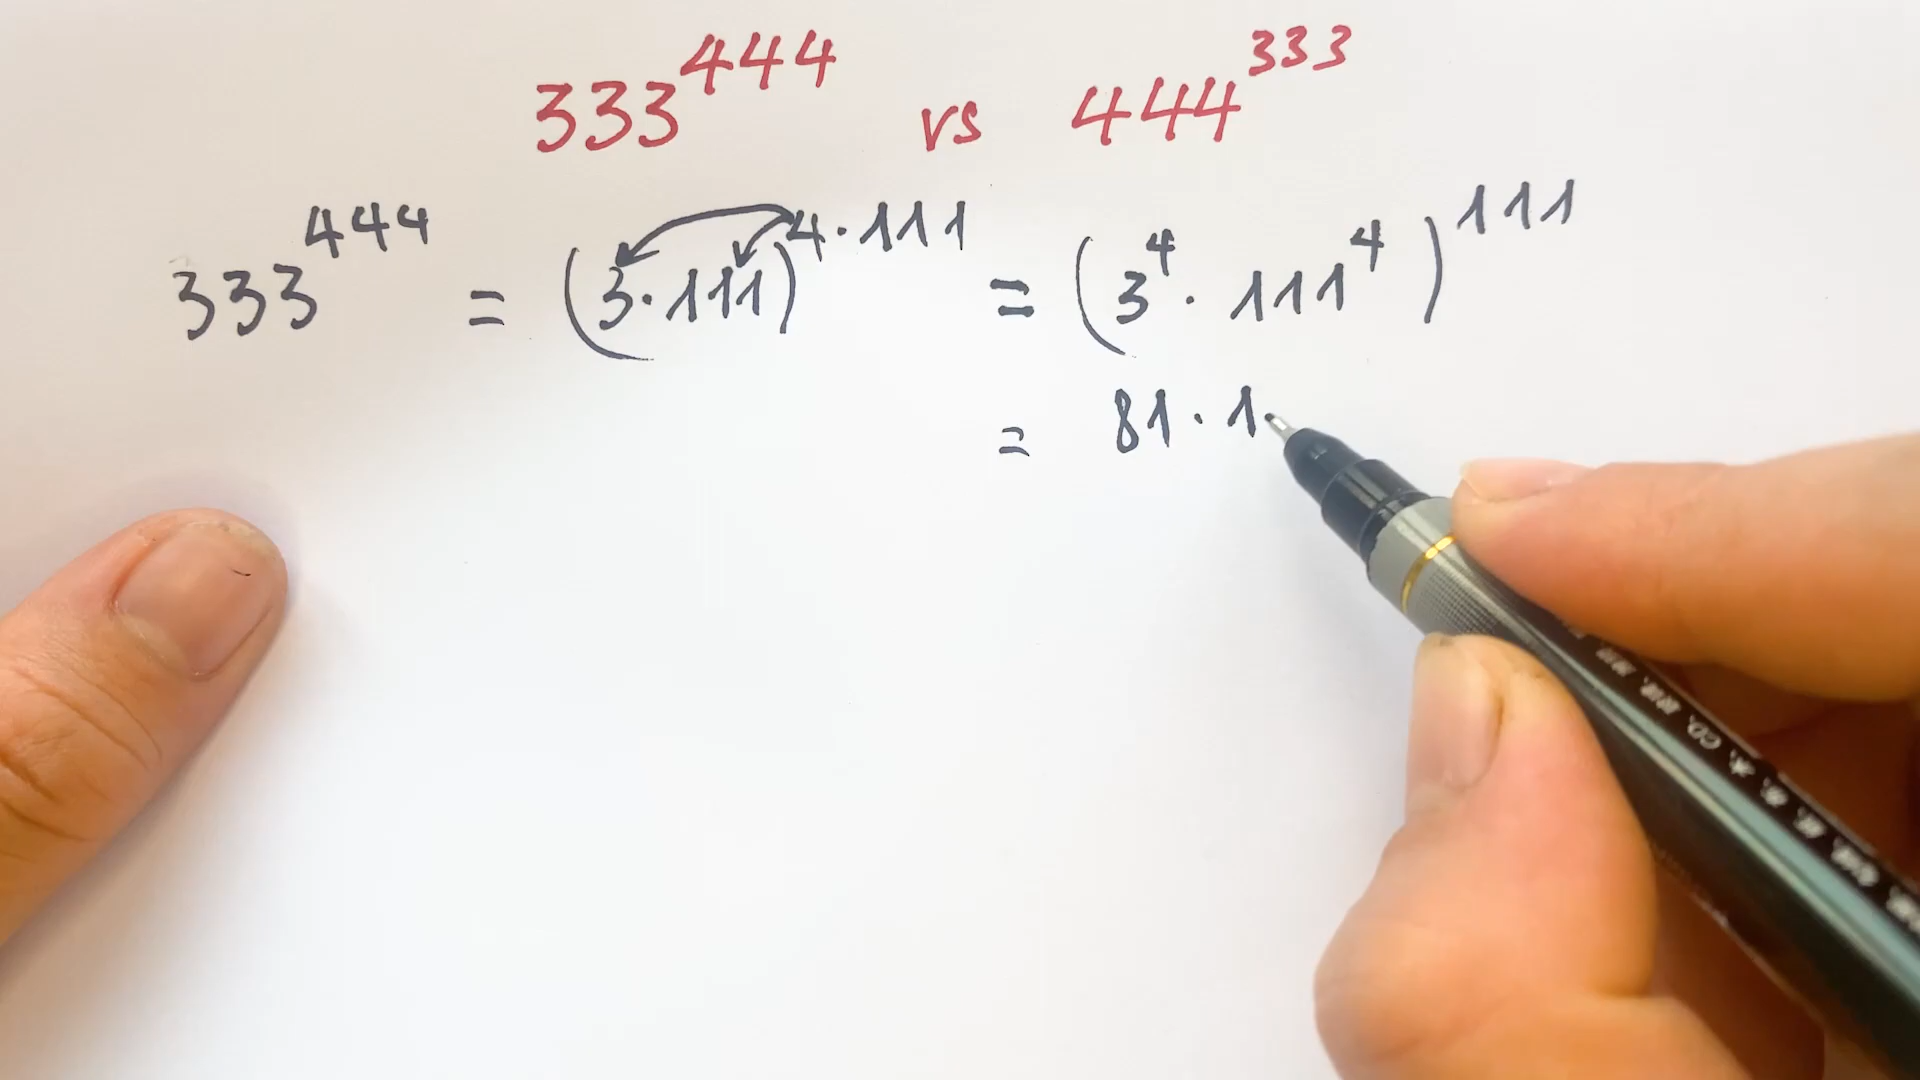 333^444 vs 444^333
333^444 = (3·111)^4·111 = (3^4 · 111^4)^111
= 81 · 1